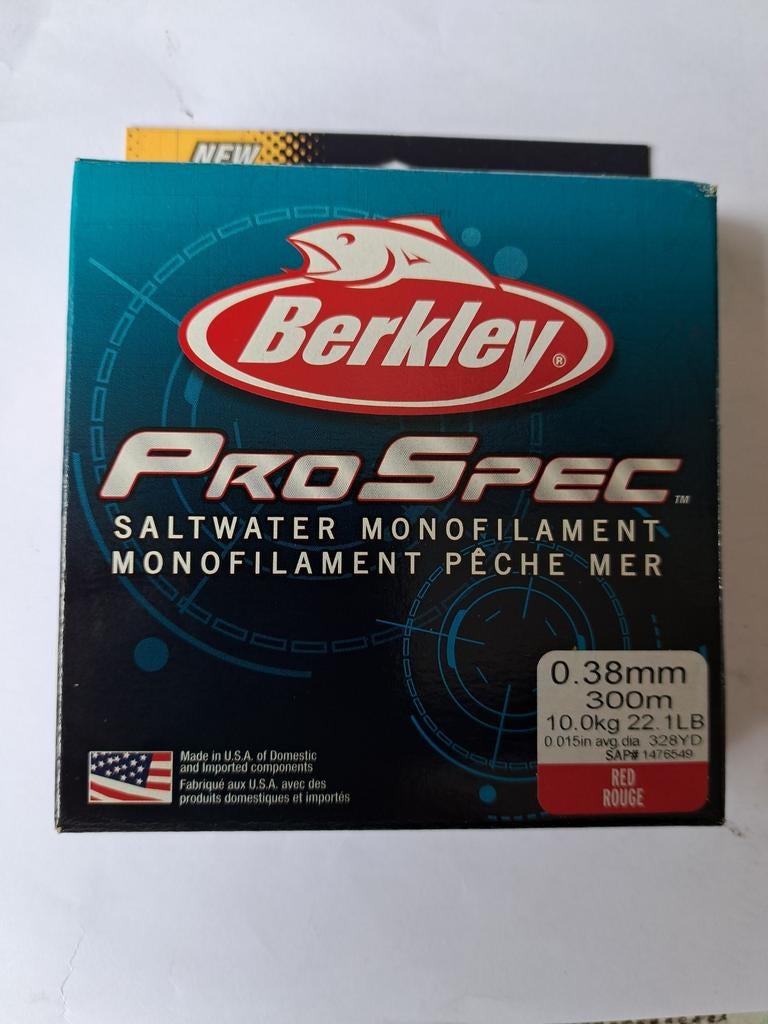 NEW
Berkley®
PROSPEC™
SALTWATER MONOFILAMENT
MONOFILAMENT PÊCHE MER
0.38mm
300m
10.0kg 22.1LB
0.015in avg.dia 328YD
SAP# 1476549
RED
ROUGE
Made in U.S.A. of Domestic
and Imported components
Fabriqué aux U.S.A. avec des
produits domestiques et importés